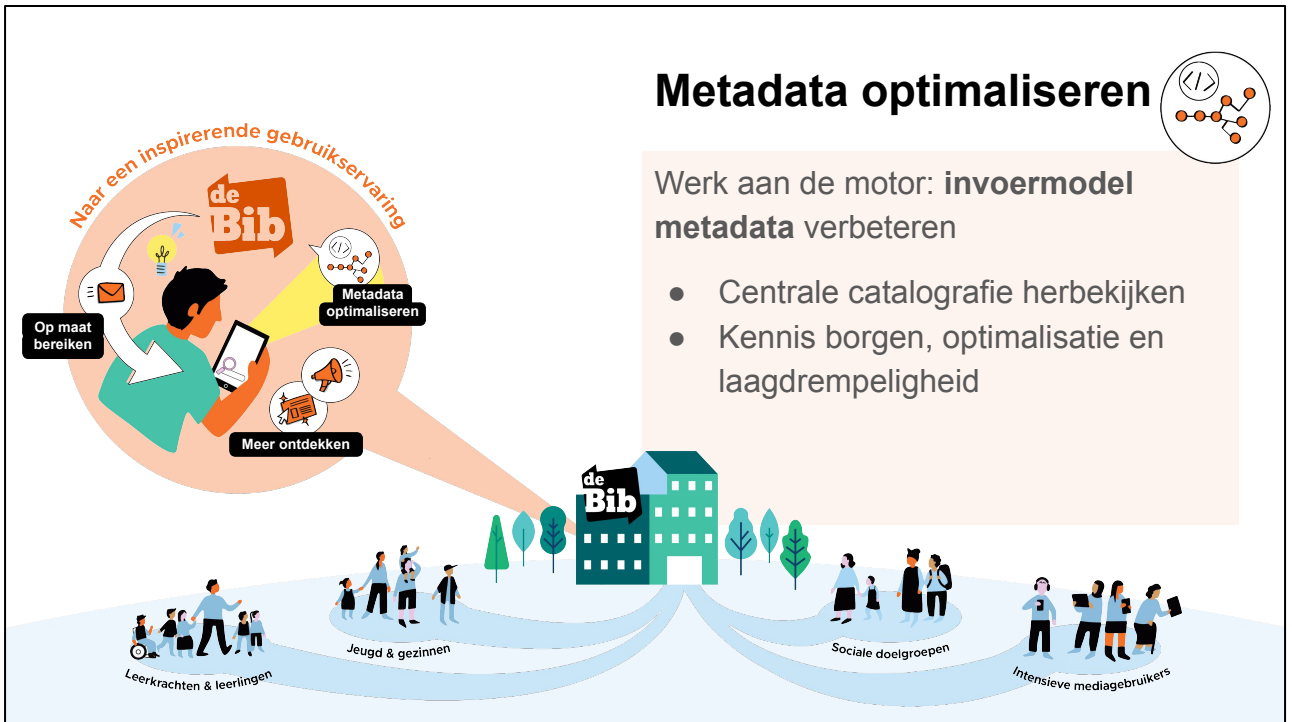 Metadata optimaliseren
</>
Werk aan de motor: invoermodel
metadata verbeteren
● Centrale catalografie herbekijken
● Kennis borgen, optimalisatie en
laagdrempeligheid
Naar een inspirerende gebruikservaring
de
Bib
</>
Metadata
optimaliseren
Op maat
bereiken
Meer ontdekken
de
Bib
Leerkrachten & leerlingen
Jeugd & gezinnen
Sociale doelgroepen
Intensieve mediagebruikers